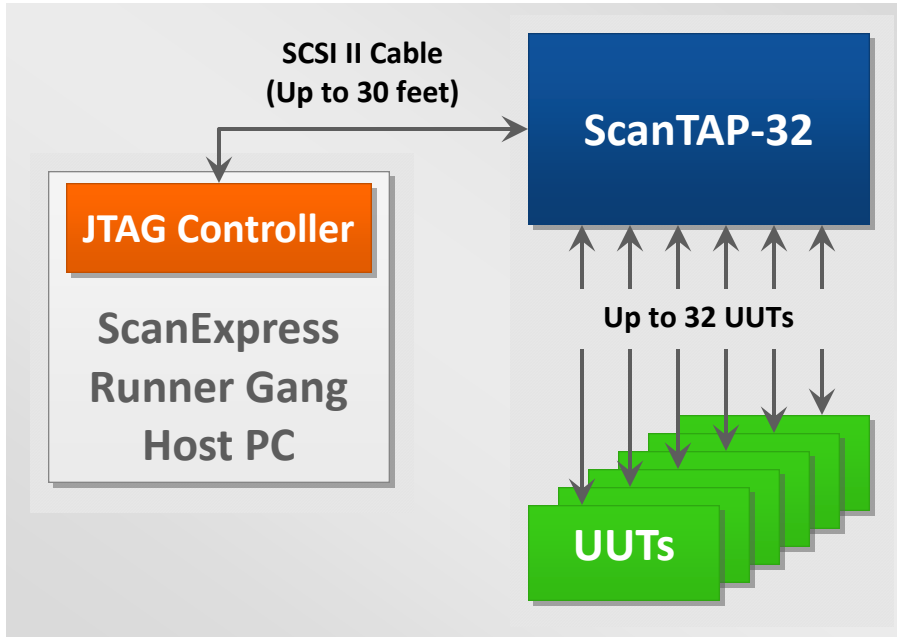 SCSI II Cable
(Up to 30 feet)
ScanTAP-32
JTAG Controller
ScanExpress
Runner Gang
Host PC
Up to 32 UUTs
UUTs